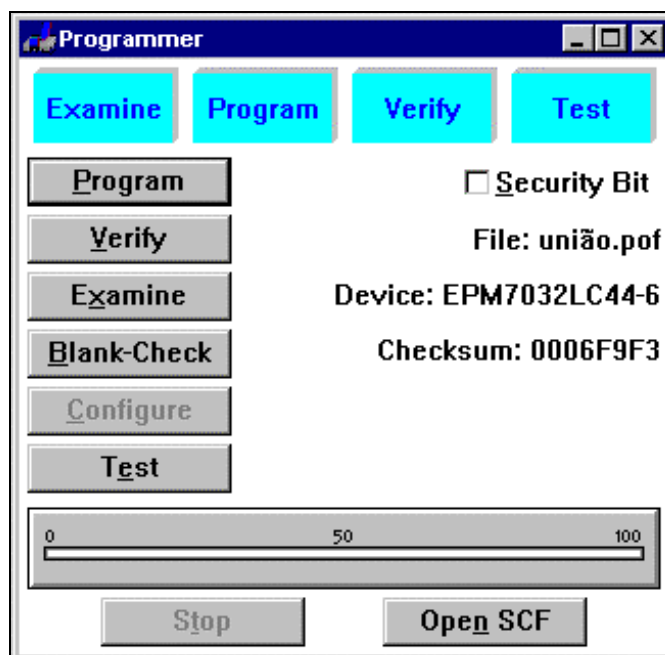 Programmer
Examine Program Verify Test
Program
Security Bit
Verify
File: união.pof
Examine
Device: EPM7032LC44-6
Blank-Check
Checksum: 0006F9F3
Configure
Test
0 50 100
Stop
Open SCF